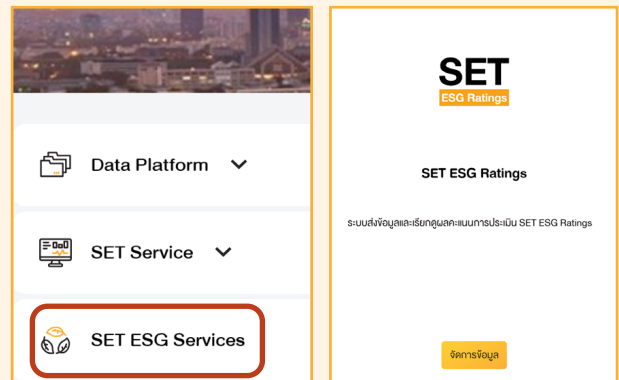 Data Platform
SET Service
SET ESG Services
SET
ESG Ratings
SET ESG Ratings
ระบบส่งข้อมูลและเรียกดูผลคะแนนการประเมิน SET ESG Ratings
จัดการข้อมูล